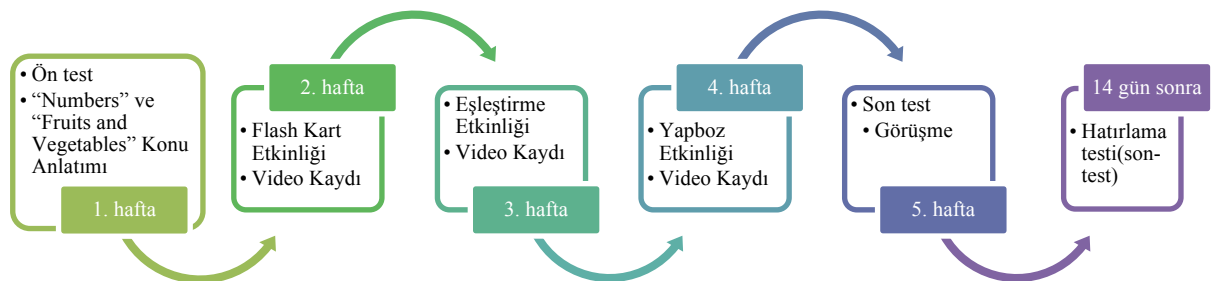 • Ön test
• “Numbers” ve
“Fruits and
Vegetables” Konu
Anlatımı
1. hafta
2. hafta
• Flash Kart
Etkinliği
• Video Kaydı
• Eşleştirme
Etkinliği
• Video Kaydı
3. hafta
4. hafta
• Yapboz
Etkinliği
• Video Kaydı
• Son test
• Görüşme
5. hafta
14 gün sonra
• Hatırlama
testi(son-
test)